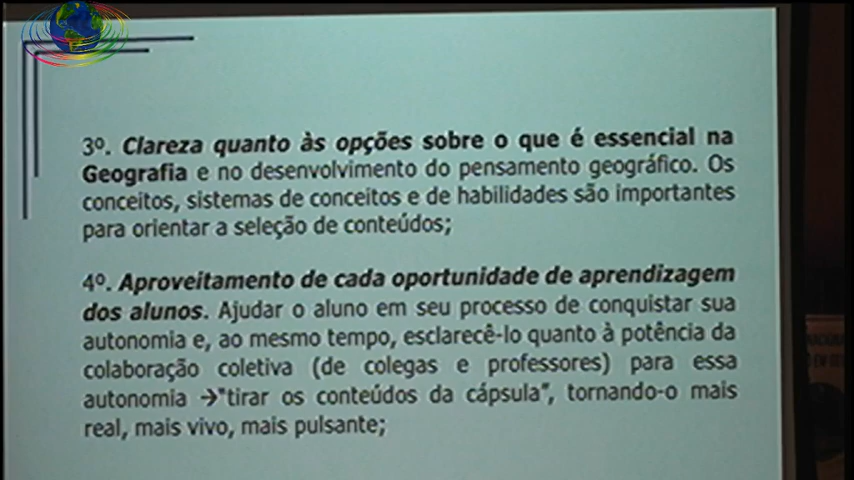 3º. Clareza quanto às opções sobre o que é essencial na
Geografia e no desenvolvimento do pensamento geográfico. Os
conceitos, sistemas de conceitos e de habilidades são importantes
para orientar a seleção de conteúdos;
4º. Aproveitamento de cada oportunidade de aprendizagem
dos alunos. Ajudar o aluno em seu processo de conquistar sua
autonomia e, ao mesmo tempo, esclarecê-lo quanto à potência da
colaboração coletiva (de colegas e professores) para essa
autonomia →"tirar os conteúdos da cápsula", tornando-o mais
real, mais vivo, mais pulsante;